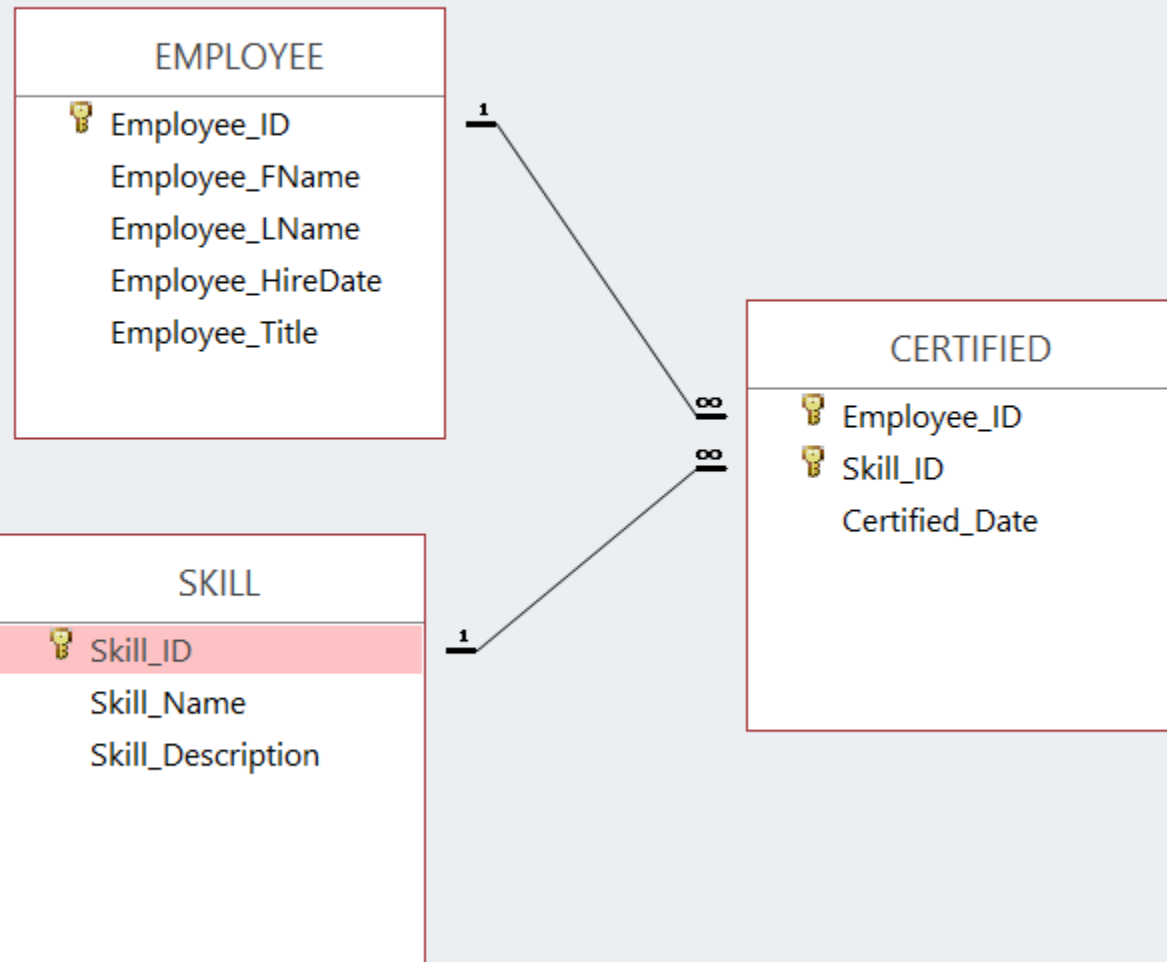 EMPLOYEE
Employee_ID
Employee_FName
Employee_LName
Employee_HireDate
Employee_Title
1
∞
∞
1
CERTIFIED
Employee_ID
Skill_ID
Certified_Date
SKILL
Skill_ID
Skill_Name
Skill_Description